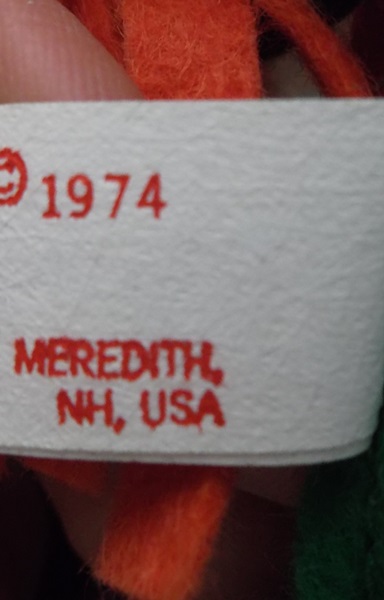 © 1974
MEREDITH,
NH, USA